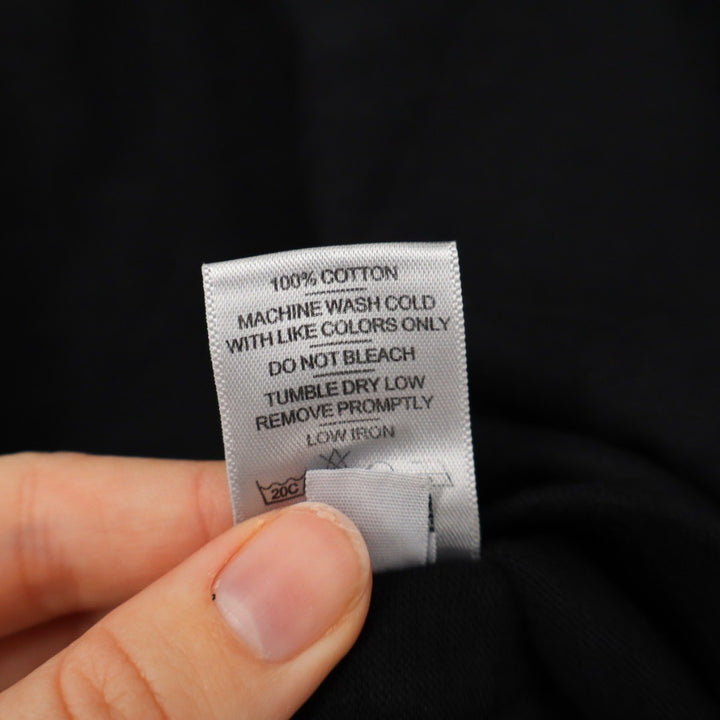 100% COTTON
MACHINE WASH COLD
WITH LIKE COLORS ONLY
DO NOT BLEACH
TUMBLE DRY LOW
REMOVE PROMPTLY
LOW IRON
20C